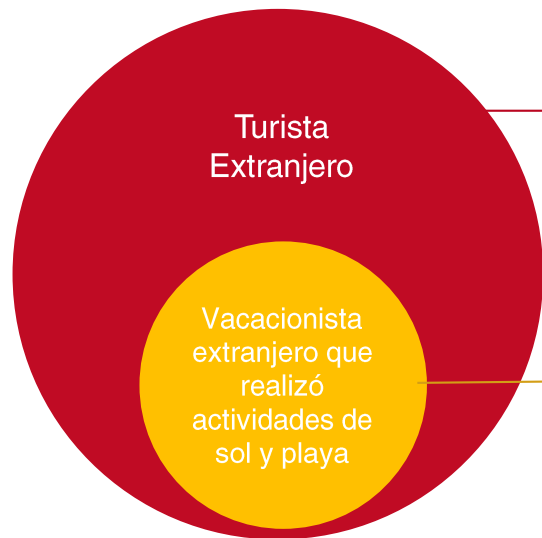 Turista
Extranjero
Vacacionista
extranjero que
realizó
actividades de
sol y playa